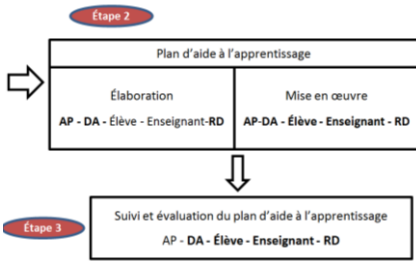 Étape 2
Plan d'aide à l'apprentissage
Élaboration
AP - DA - Élève - Enseignant-RD
Mise en œuvre
AP-DA - Élève - Enseignant - RD
Étape 3
Suivi et évaluation du plan d'aide à l'apprentissage
AP - DA - Élève - Enseignant - RD